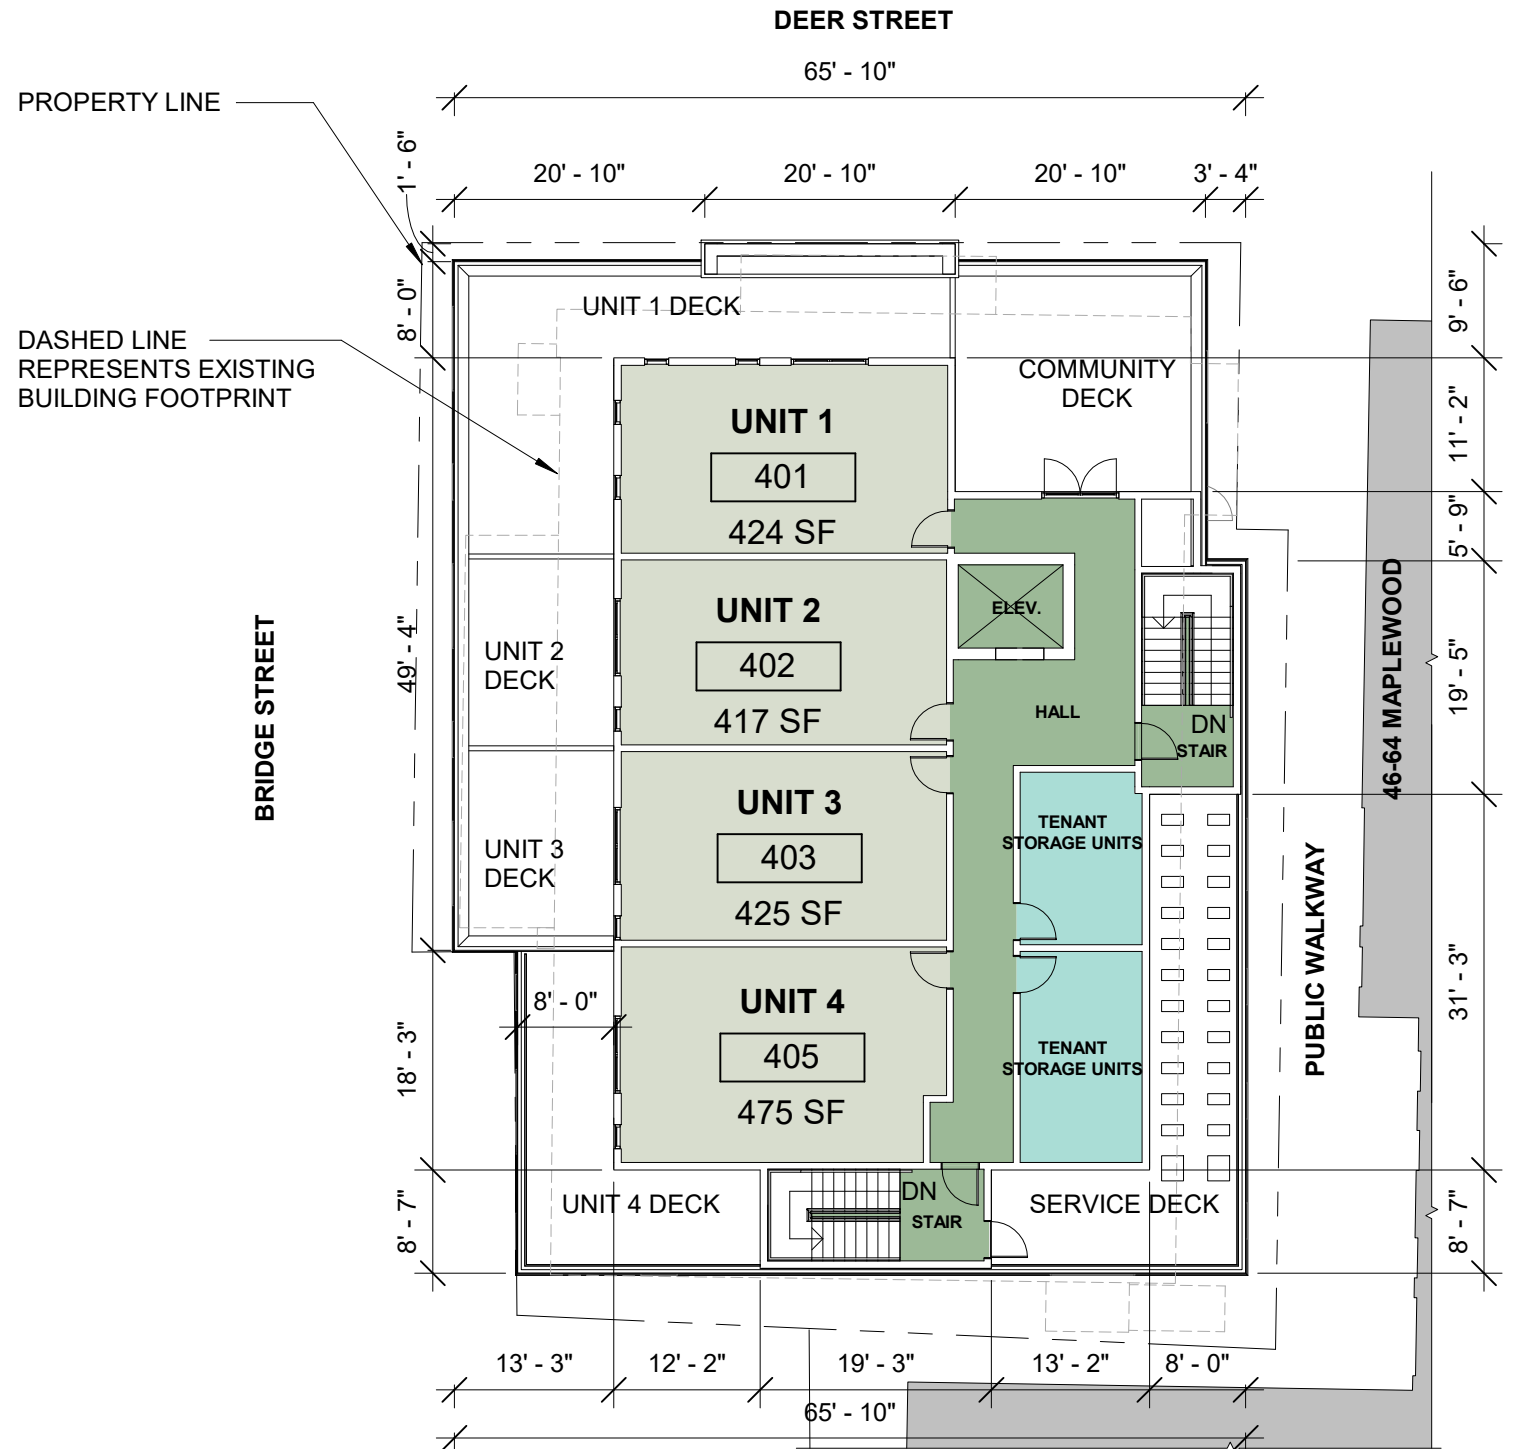 DEER STREET
65' - 10"
PROPERTY LINE
1' - 6"
20' - 10"
20' - 10"
20' - 10"
3' - 4"
8' - 0"
UNIT 1 DECK
9' - 6"
DASHED LINE
REPRESENTS EXISTING
BUILDING FOOTPRINT
COMMUNITY
DECK
11' - 2"
UNIT 1
401
424 SF
5' - 9"
ELEV.
UNIT 2
402
417 SF
UNIT 2
DECK
49' - 4"
BRIDGE STREET
HALL
DN
STAIR
46-64 MAPLEWOOD
19' - 5"
UNIT 3
403
425 SF
UNIT 3
DECK
TENANT
STORAGE UNITS
PUBLIC WALKWAY
31' - 3"
8' - 0"
UNIT 4
405
475 SF
TENANT
STORAGE UNITS
18' - 3"
8' - 7"
UNIT 4 DECK
DN
STAIR
SERVICE DECK
8' - 7"
13' - 3"
12' - 2"
19' - 3"
13' - 2"
8' - 0"
65' - 10"